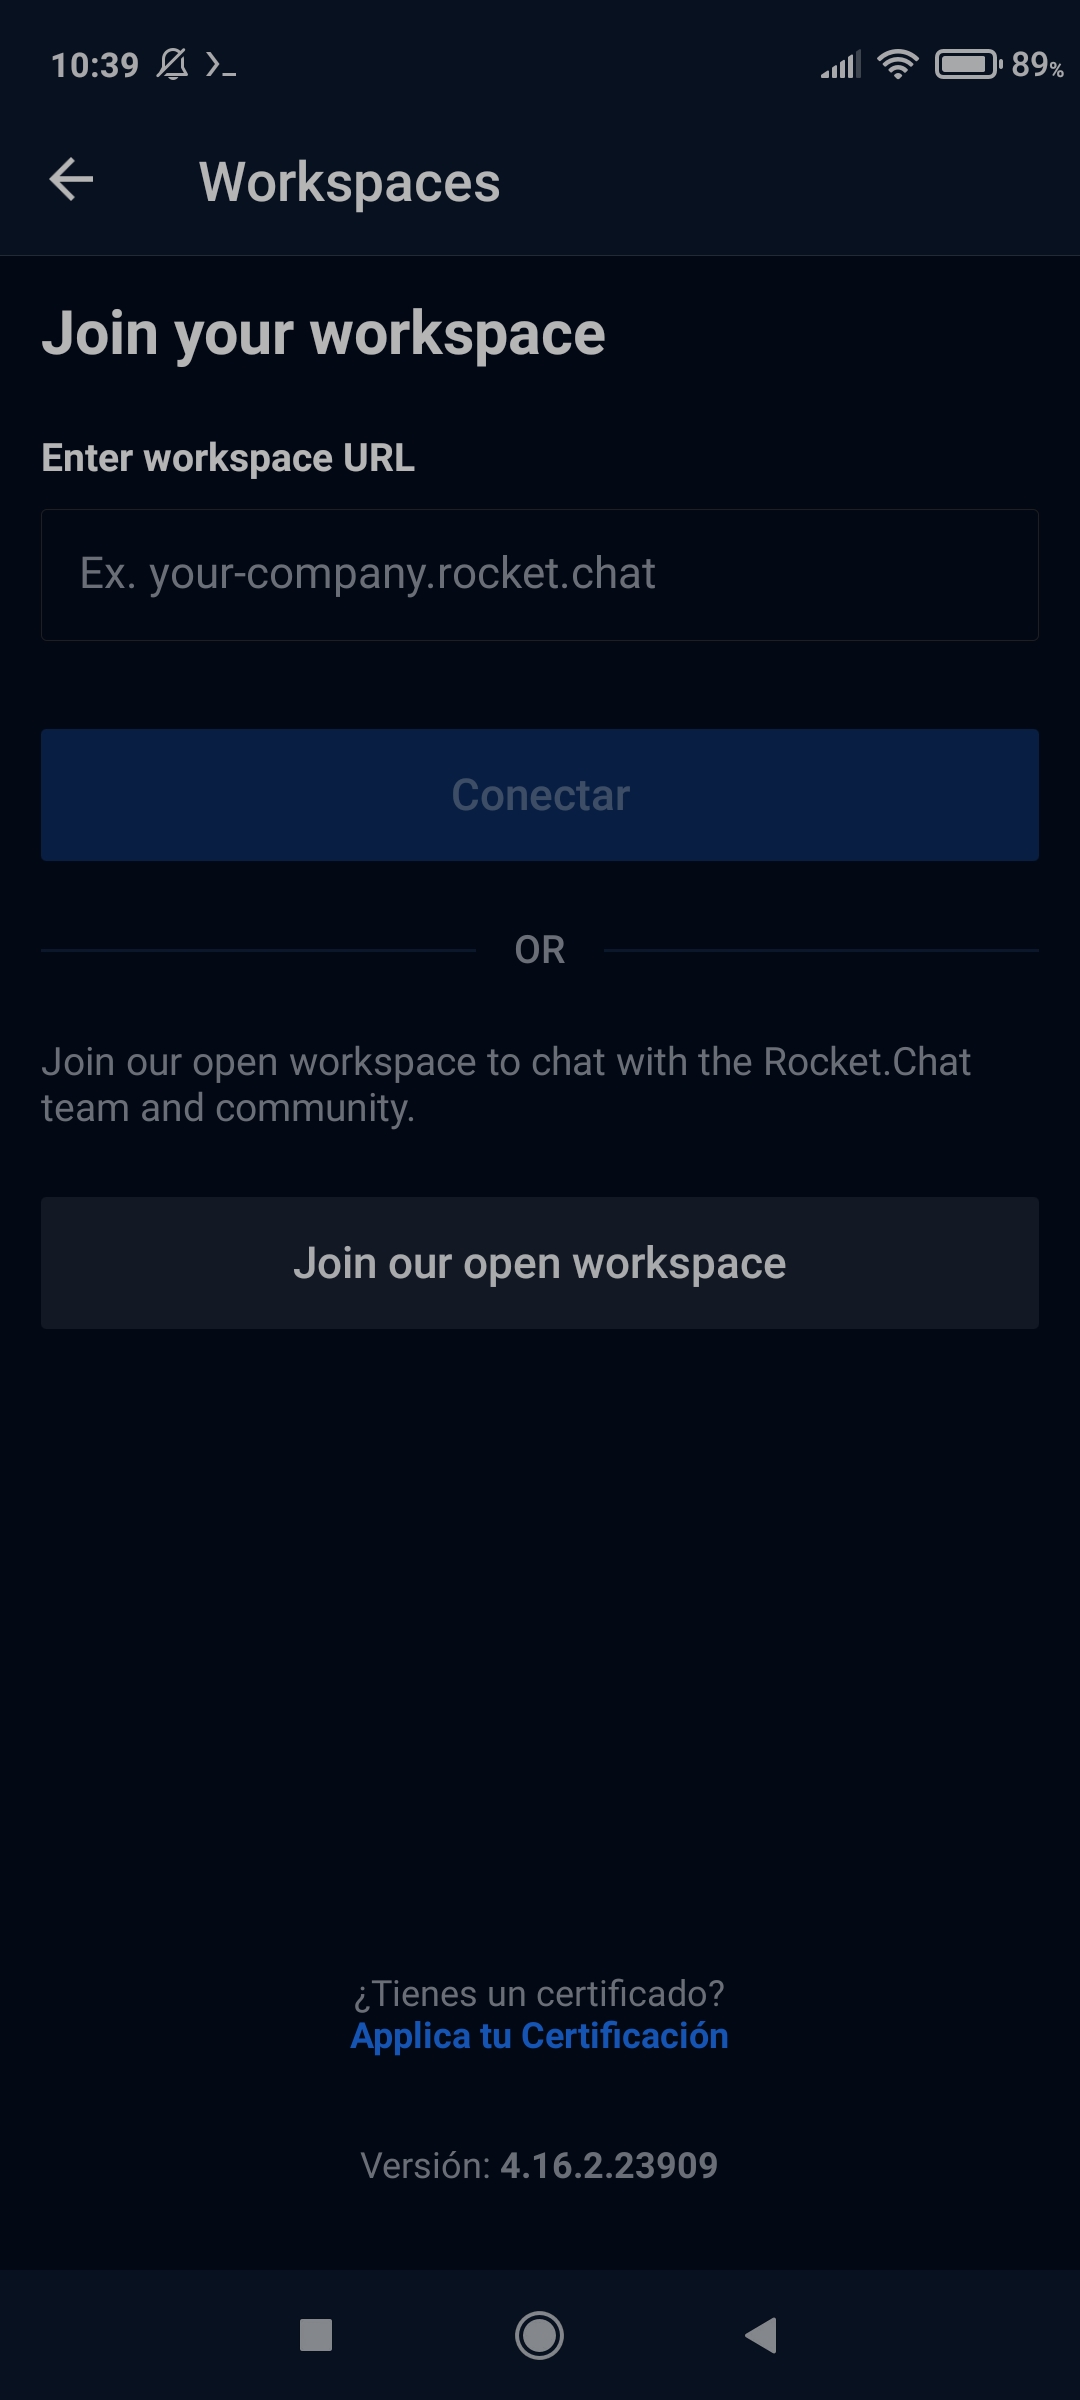 10:39
89%
Workspaces
Join your workspace
Enter workspace URL
Ex. your-company.rocket.chat
Conectar
OR
Join our open workspace to chat with the Rocket.Chat
team and community.
Join our open workspace
¿Tienes un certificado?
Applica tu Certificación
Versión: 4.16.2.23909